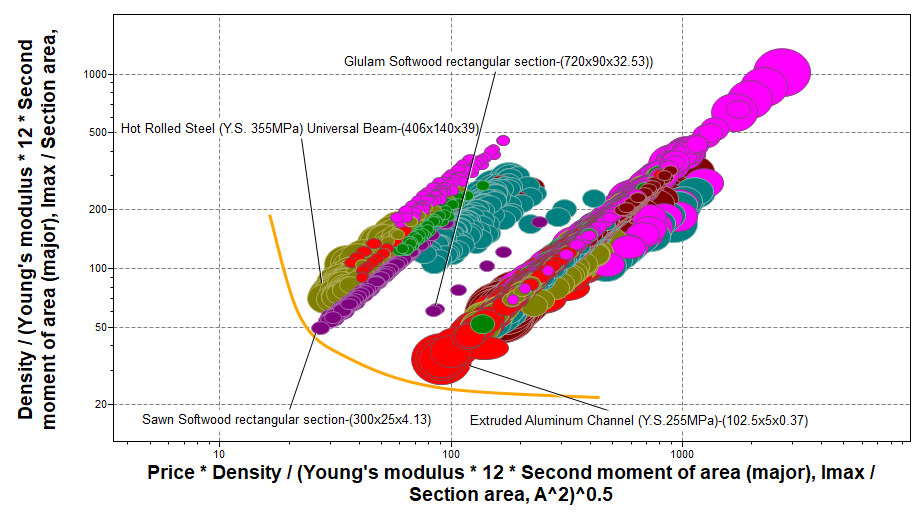 Density / (Young's modulus * 12 * Second
moment of area (major), Imax / Section area,
1000
500
200
100
50
20
Glulam Softwood rectangular section-(720x90x32.53))
Hot Rolled Steel (Y.S. 355MPa) Universal Beam-(406x140x39)
Sawn Softwood rectangular section-(300x25x4.13)
Extruded Aluminum Channel (Y.S.255MPa)-(102.5x5x0.37)
10
100
1000
Price * Density / (Young's modulus * 12 * Second moment of area (major), Imax /
Section area, A^2)^0.5